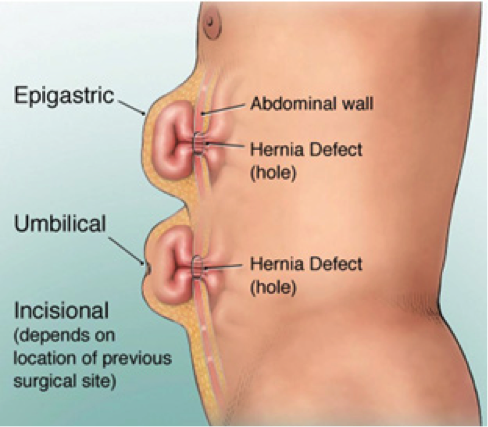 Epigastric
Abdominal wall
Hernia Defect
(hole)
Umbilical
Hernia Defect
(hole)
Incisional
(depends on
location of previous
surgical site)